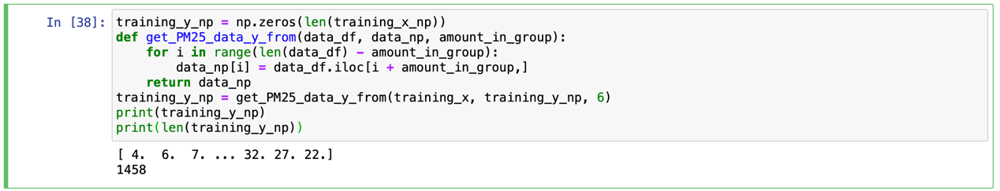 In [38]: training_y_np = np.zeros(len(training_x_np))
def get_PM25_data_y_from(data_df, data_np, amount_in_group):
    for i in range(len(data_df) - amount_in_group):
        data_np[i] = data_df.iloc[i + amount_in_group,]
    return data_np
training_y_np = get_PM25_data_y_from(training_x, training_y_np, 6)
print(training_y_np)
print(len(training_y_np))
[ 4.  6.  7. ... 32. 27. 22.]
1458